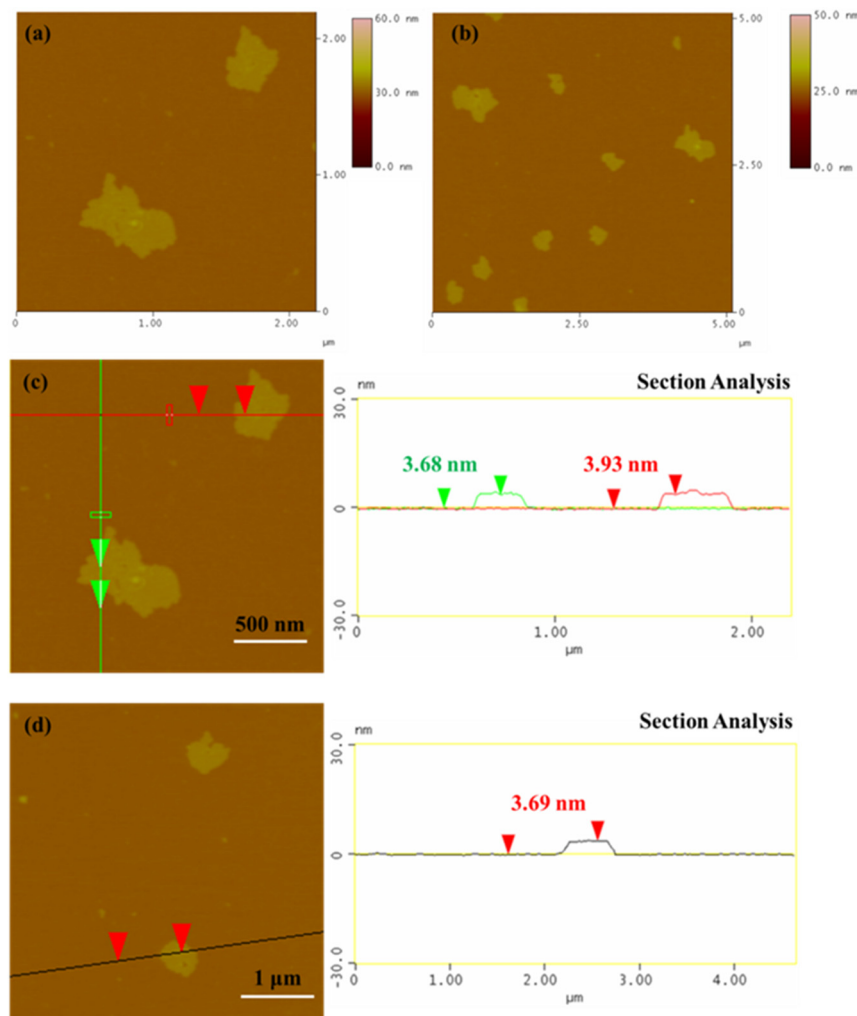 (a)
60.0 nm
30.0 nm
0.0 nm
2.00
1.00
0
0
1.00
2.00
μm
(b)
50.0 nm
25.0 nm
0.0 nm
5.00
2.50
0
0
2.50
5.00
μm
(c)
500 nm
Section Analysis
nm
30.0
0
-30.0
3.68 nm
3.93 nm
0
1.00
2.00
μm
(d)
1 μm
Section Analysis
nm
30.0
0
-30.0
3.69 nm
0
1.00
2.00
3.00
4.00
μm